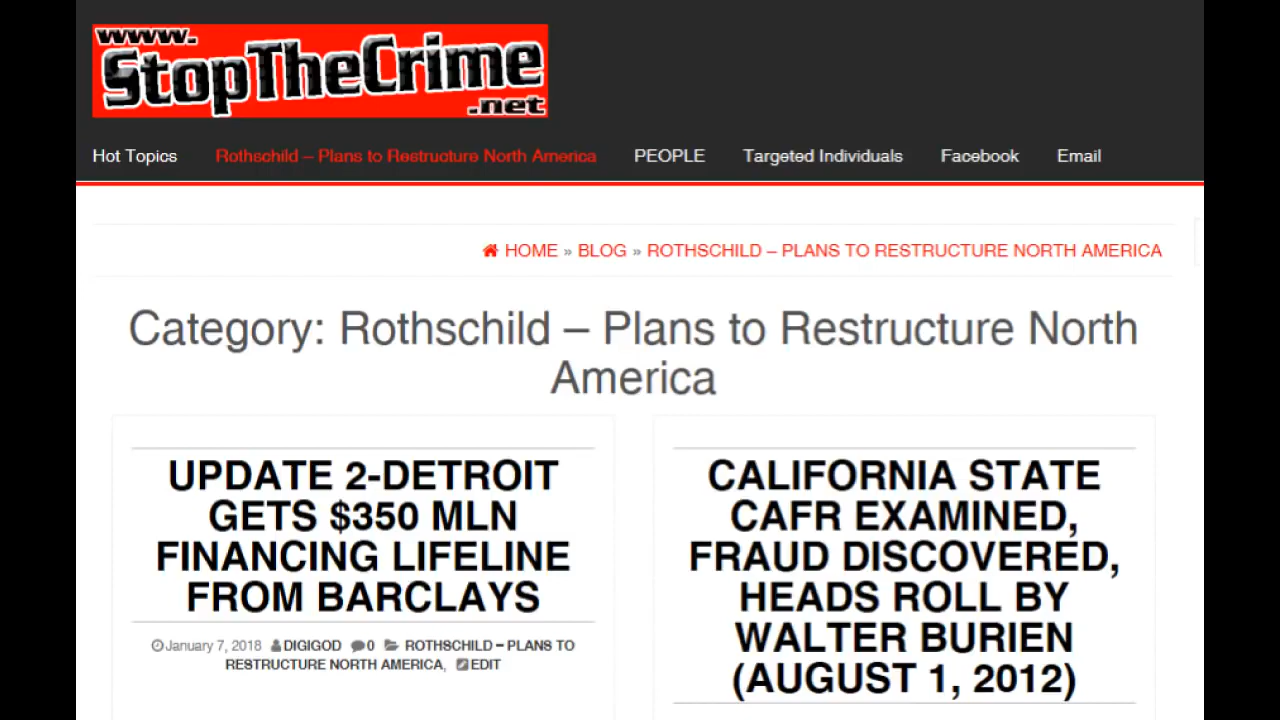 www.
StopTheCrime
.net
Hot Topics Rothschild – Plans to Restructure North America PEOPLE Targeted Individuals Facebook Email
HOME » BLOG » ROTHSCHILD – PLANS TO RESTRUCTURE NORTH AMERICA
Category: Rothschild – Plans to Restructure North
America
UPDATE 2-DETROIT
GETS $350 MLN
FINANCING LIFELINE
FROM BARCLAYS
January 7, 2018 DIGIGOD 0 ROTHSCHILD – PLANS TO
RESTRUCTURE NORTH AMERICA, EDIT
CALIFORNIA STATE
CAFR EXAMINED,
FRAUD DISCOVERED,
HEADS ROLL BY
WALTER BURIEN
(AUGUST 1, 2012)